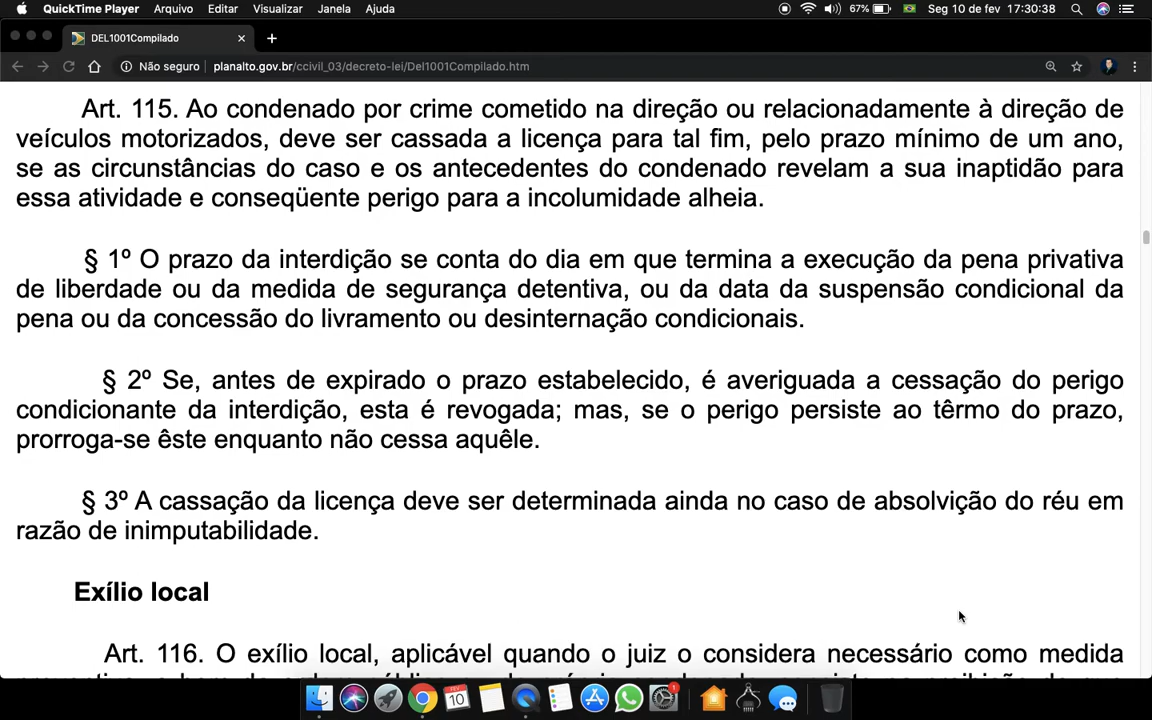 QuickTime Player Arquivo Editar Visualizar Janela Ajuda 67% Seg 10 de fev 17:30:38
DEL1001Compilado
Não seguro planalto.gov.br/ccivil_03/decreto-lei/Del1001Compilado.htm
Art. 115. Ao condenado por crime cometido na direção ou relacionadamente à direção de
veículos motorizados, deve ser cassada a licença para tal fim, pelo prazo mínimo de um ano,
se as circunstâncias do caso e os antecedentes do condenado revelam a sua inaptidão para
essa atividade e conseqüente perigo para a incolumidade alheia.
§ 1º O prazo da interdição se conta do dia em que termina a execução da pena privativa
de liberdade ou da medida de segurança detentiva, ou da data da suspensão condicional da
pena ou da concessão do livramento ou desinternação condicionais.
§ 2º Se, antes de expirado o prazo estabelecido, é averiguada a cessação do perigo
condicionante da interdição, esta é revogada; mas, se o perigo persiste ao têrmo do prazo,
prorroga-se êste enquanto não cessa aquêle.
§ 3º A cassação da licença deve ser determinada ainda no caso de absolvição do réu em
razão de inimputabilidade.
Exílio local
Art. 116. O exílio local, aplicável quando o juiz o considera necessário como medida
FEV
10
1